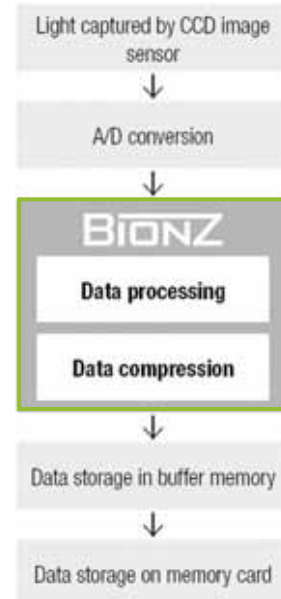 Light captured by CCD image
sensor
A/D conversion
BIONZ
Data processing
Data compression
Data storage in buffer memory
Data storage on memory card